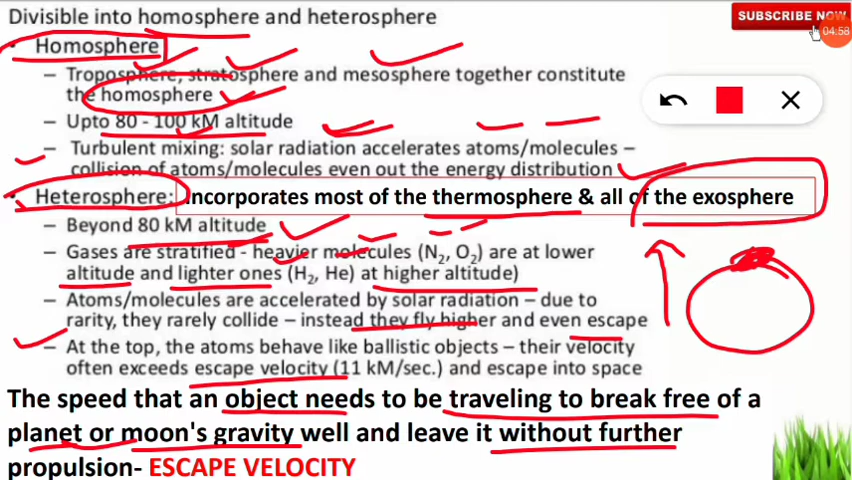 Divisible into homosphere and heterosphere
SUBSCRIBE NOW
04:58
• Homosphere
– Troposphere, stratosphere and mesosphere together constitute
the homosphere
– Upto 80 - 100 kM altitude
– Turbulent mixing: solar radiation accelerates atoms/molecules –
collision of atoms/molecules even out the energy distribution
• Heterosphere: incorporates most of the thermosphere & all of the exosphere
– Beyond 80 kM altitude
– Gases are stratified - heavier molecules (N₂, O₂) are at lower
altitude and lighter ones (H₂, He) at higher altitude)
– Atoms/molecules are accelerated by solar radiation – due to
rarity, they rarely collide – instead they fly higher and even escape
– At the top, the atoms behave like ballistic objects – their velocity
often exceeds escape velocity (11 kM/sec.) and escape into space
The speed that an object needs to be traveling to break free of a
planet or moon's gravity well and leave it without further
propulsion- ESCAPE VELOCITY